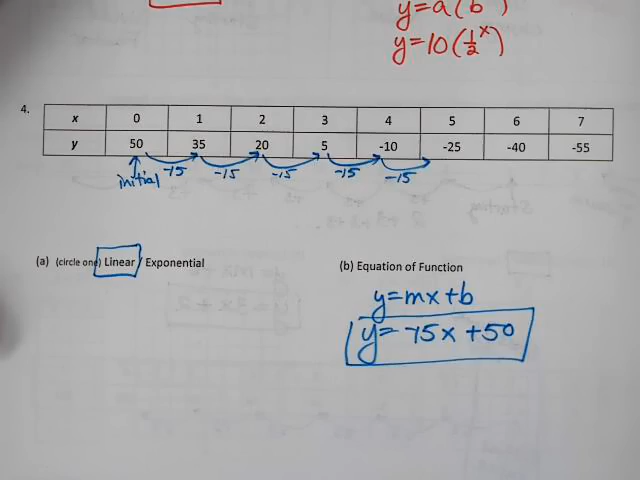 y=a(b )
y=10(½ˣ)
4.
x 0 1 2 3 4 5 6 7
y 50 35 20 5 -10 -25 -40 -55
initial -15 -15 -15 -15 -15
(a) (circle one) Linear / Exponential
(b) Equation of Function
y=mx+b
y=-15x+50